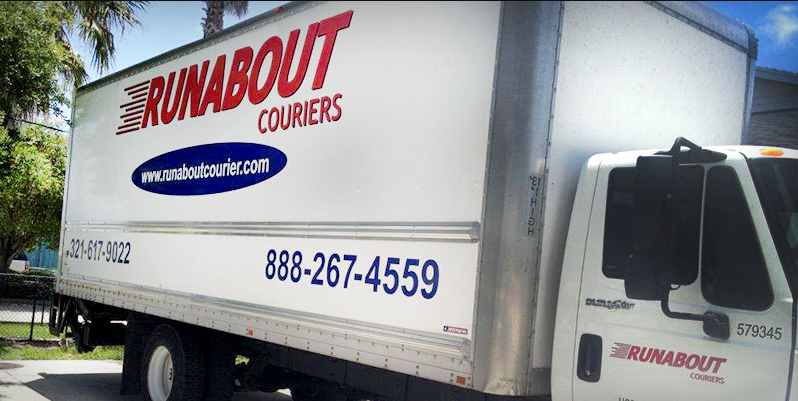 RUNABOUT
COURIERS
www.runaboutcourier.com
321-617-9022
888-267-4559
579345
RUNABOUT
COURIERS